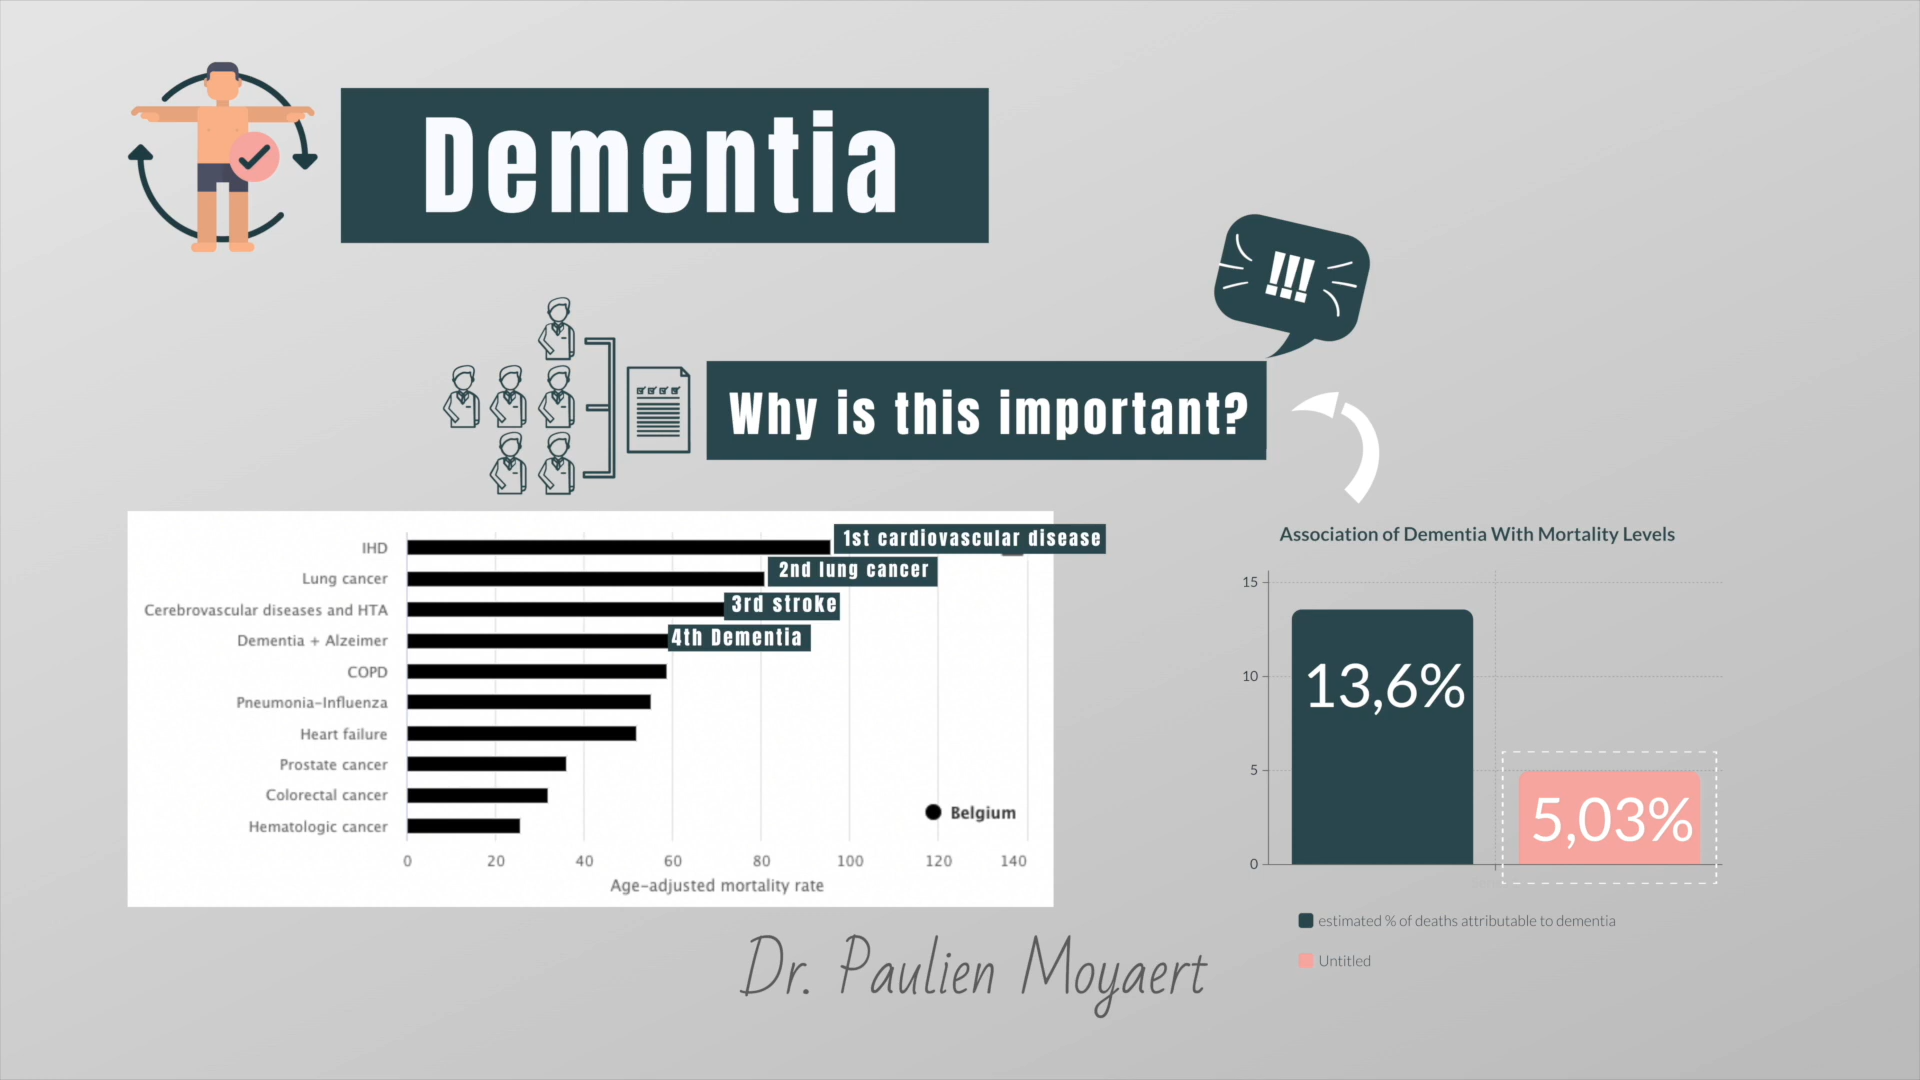 Dementia
!!!
Why is this important?
IHD
1st cardiovascular disease
Lung cancer
2nd lung cancer
Cerebrovascular diseases and HTA
3rd stroke
Dementia + Alzeimer
4th Dementia
COPD
Pneumonia-Influenza
Heart failure
Prostate cancer
Colorectal cancer
Hematologic cancer
Belgium
0 20 40 60 80 100 120 140
Age-adjusted mortality rate
Association of Dementia With Mortality Levels
15
10
5
0
13,6%
5,03%
estimated % of deaths attributable to dementia
Untitled
Dr. Paulien Moyaert